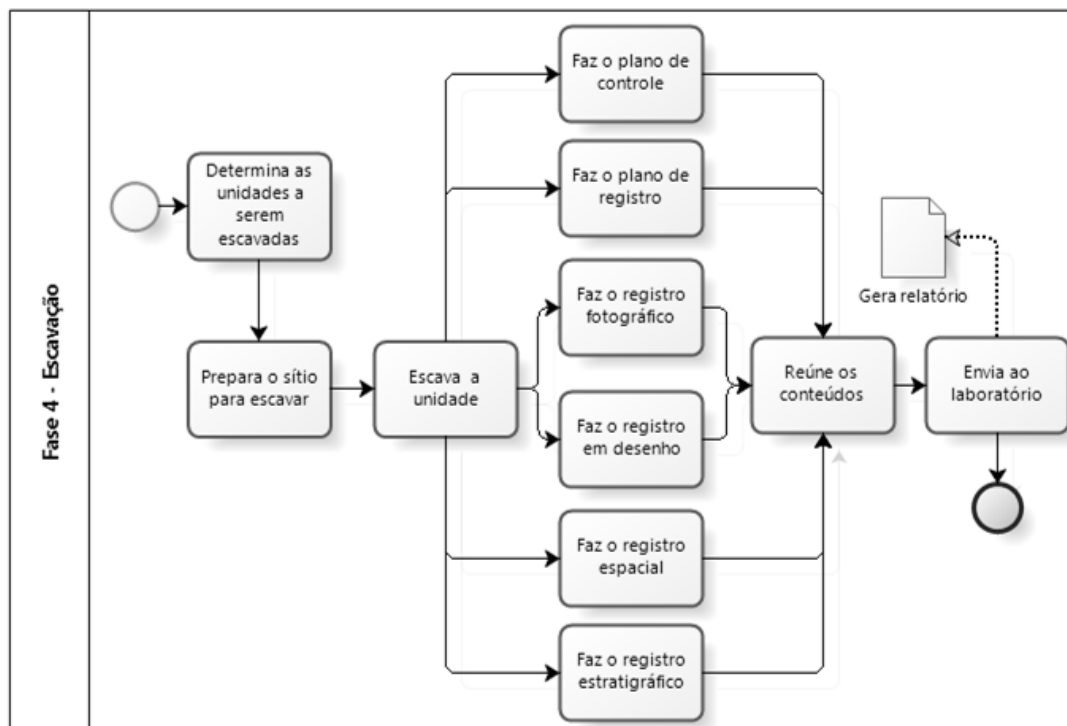 Fase 4 - Escavação
Determina as
unidades a
serem
escavadas
Prepara o sítio
para escavar
Escava a
unidade
Faz o plano de
controle
Faz o plano de
registro
Faz o registro
fotográfico
Faz o registro
em desenho
Faz o registro
espacial
Faz o registro
estratigráfico
Reúne os
conteúdos
Gera relatório
Envia ao
laboratório